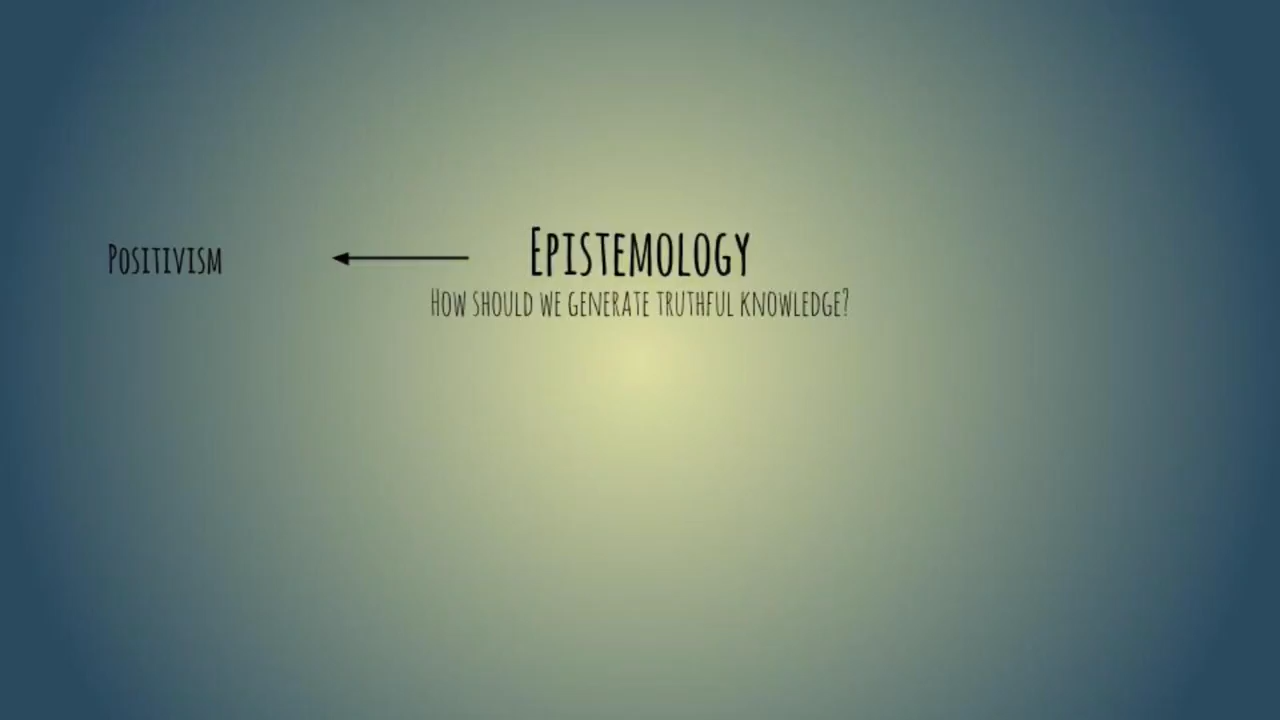 Positivism
Epistemology
How should we generate truthful knowledge?